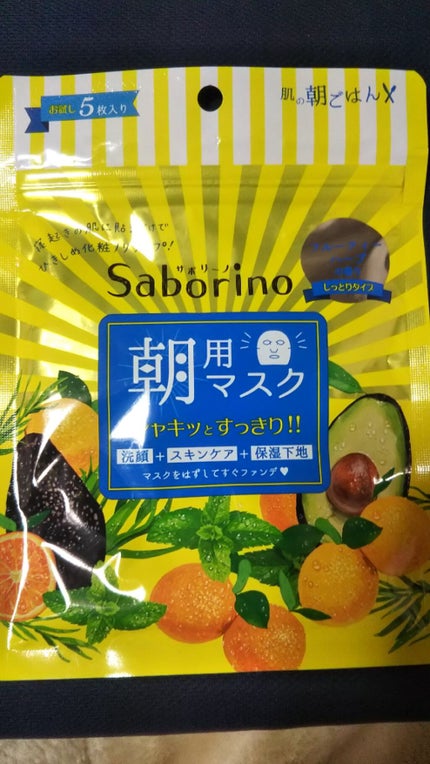 お試し5枚入り
肌の朝ごはん
寝起きの肌に貼るだけで
ひきしめ化粧ノリアップ!
サボリーノ
Saborino
しっとりタイプ
朝用マスク
シャキッとすっきり!!
洗顔+スキンケア+保湿下地
マスクをはずしてすぐファンデ♥